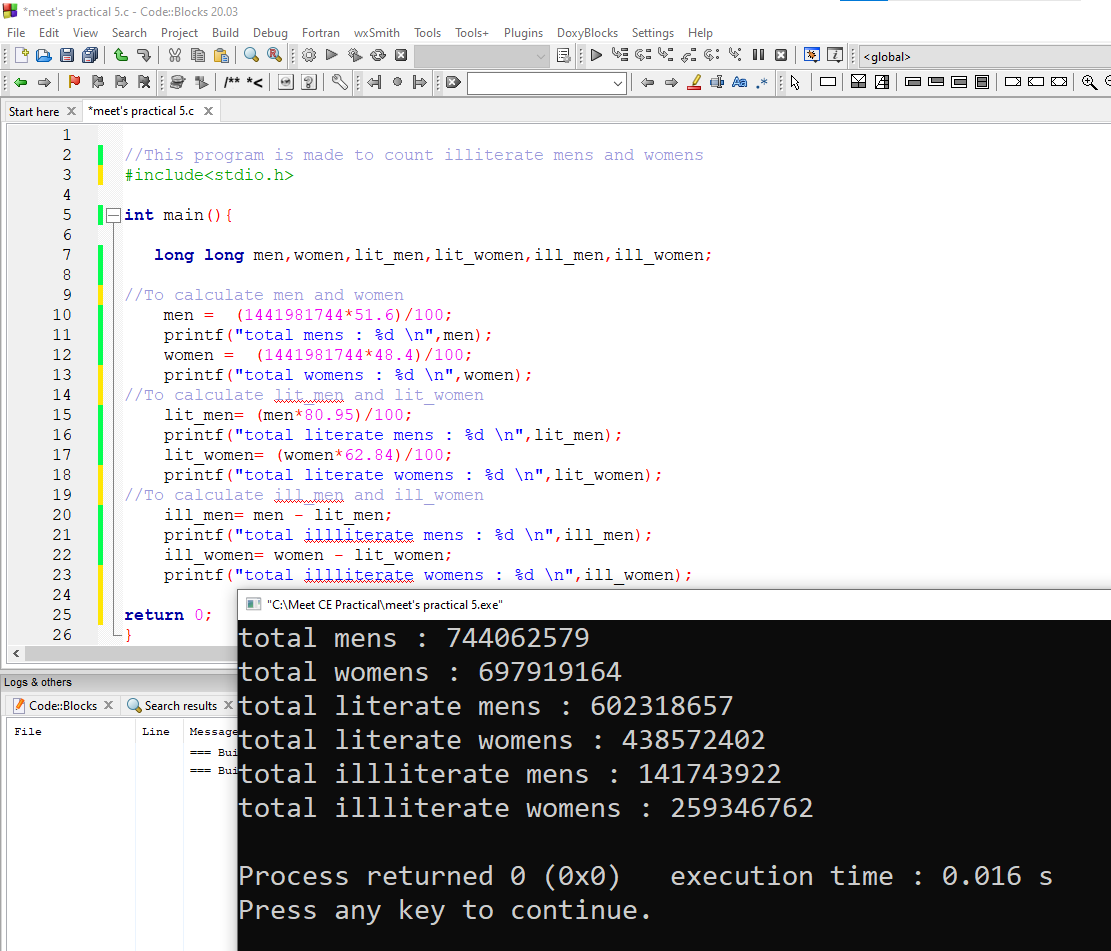 *meet's practical 5.c - Code::Blocks 20.03
File Edit View Search Project Build Debug Fortran wxSmith Tools Tools+ Plugins DoxyBlocks Settings Help
<global>
/** *<
Aa .*
Start here *meet's practical 5.c
1
2 //This program is made to count illiterate mens and womens
3 #include<stdio.h>
4
5 int main(){
6
7 long long men,women,lit_men,lit_women,ill_men,ill_women;
8
9 //To calculate men and women
10 men =  (1441981744*51.6)/100;
11 printf("total mens : %d \n",men);
12 women =  (1441981744*48.4)/100;
13 printf("total womens : %d \n",women);
14 //To calculate lit_men and lit_women
15 lit_men= (men*80.95)/100;
16 printf("total literate mens : %d \n",lit_men);
17 lit_women= (women*62.84)/100;
18 printf("total literate womens : %d \n",lit_women);
19 //To calculate ill_men and ill_women
20 ill_men= men - lit_men;
21 printf("total illliterate mens : %d \n",ill_men);
22 ill_women= women - lit_women;
23 printf("total illliterate womens : %d \n",ill_women);
24
25 return 0;
26 }
"C:\Meet CE Practical\meet's practical 5.exe"
total mens : 744062579
total womens : 697919164
total literate mens : 602318657
total literate womens : 438572402
total illliterate mens : 141743922
total illliterate womens : 259346762
Process returned 0 (0x0)   execution time : 0.016 s
Press any key to continue.
Logs & others
Code::Blocks Search results
File Line Message
=== Bui
=== Bui